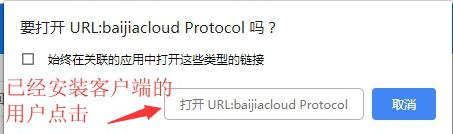 要打开 URL:baijiacloud Protocol 吗？
始终在关联的应用中打开这些类型的链接
已经安装客户端的
用户点击
打开 URL:baijiacloud Protocol
取消